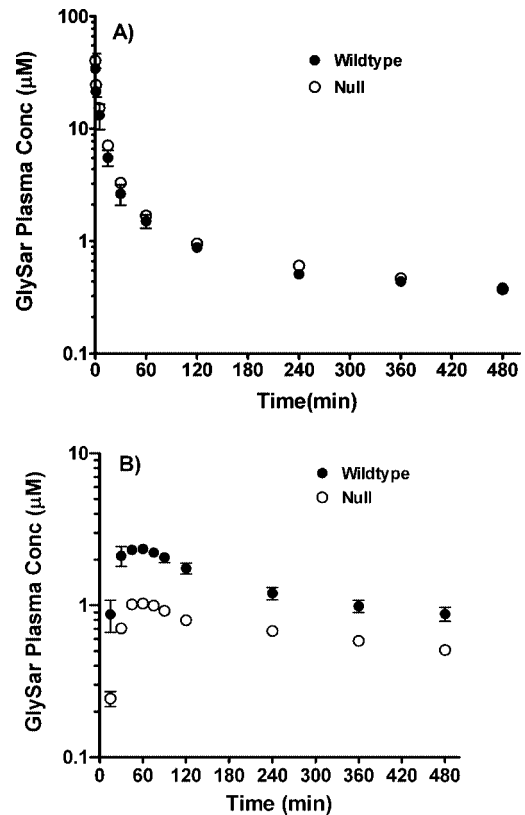 A)
Wildtype
Null
GlySar Plasma Conc (μM)
100
10
1
0.1
0 60 120 180 240 300 360 420 480
Time(min)
B)
Wildtype
Null
GlySar Plasma Conc (μM)
10
1
0.1
0 60 120 180 240 300 360 420 480
Time (min)